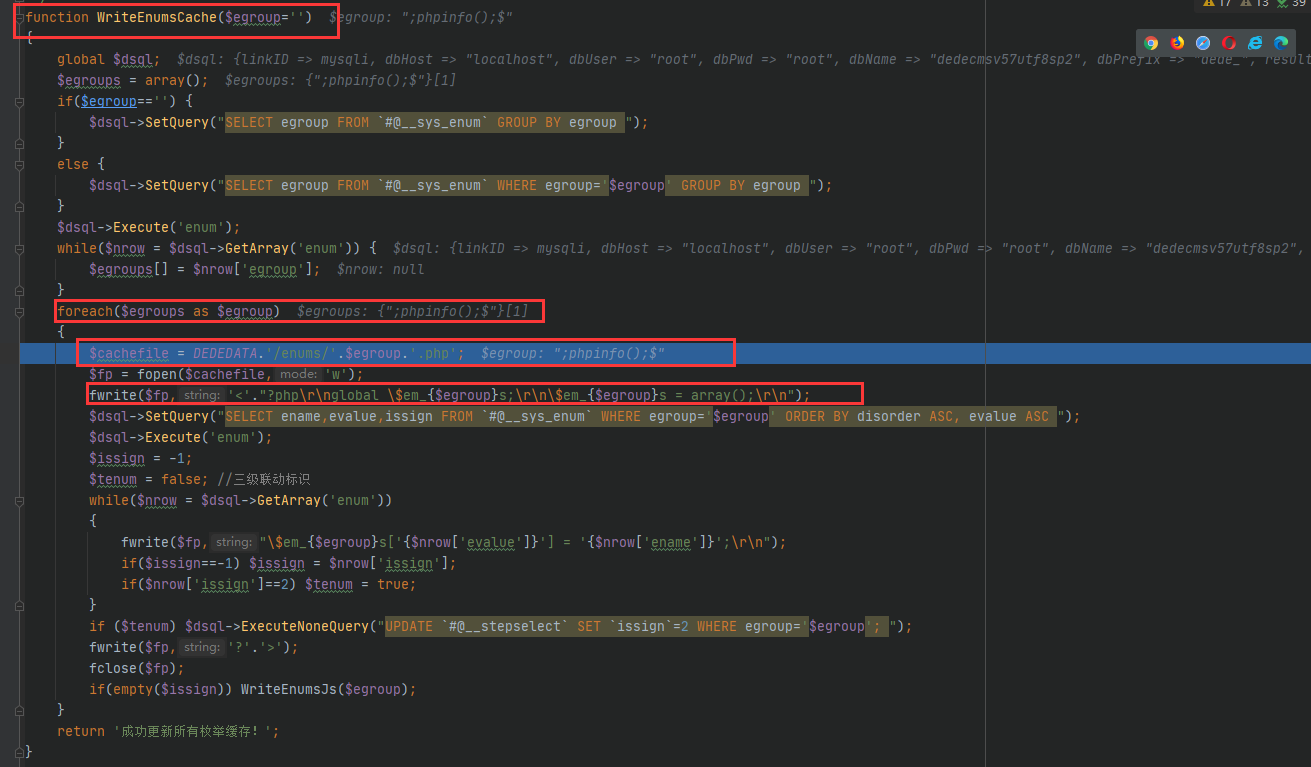 17 13 39
function WriteEnumsCache($egroup='')  $egroup: ";phpinfo();$"
{
global $dsql;  $dsql: {linkID => mysqli, dbHost => "localhost", dbUser => "root", dbPwd => "root", dbName => "dedecmsv57utf8sp2", dbPrefix => "dede_", result
$egroups = array();  $egroups: {";phpinfo();$"}[1]
if($egroup=='') {
$dsql->SetQuery("SELECT egroup FROM `#@__sys_enum` GROUP BY egroup ");
}
else {
$dsql->SetQuery("SELECT egroup FROM `#@__sys_enum` WHERE egroup='$egroup' GROUP BY egroup ");
}
$dsql->Execute('enum');
while($nrow = $dsql->GetArray('enum')) {  $dsql: {linkID => mysqli, dbHost => "localhost", dbUser => "root", dbPwd => "root", dbName => "dedecmsv57utf8sp2",
$egroups[] = $nrow['egroup'];  $nrow: null
}
foreach($egroups as $egroup)  $egroups: {";phpinfo();$"}[1]
{
$cachefile = DEDEDATA.'/enums/'.$egroup.'.php';  $egroup: ";phpinfo();$"
$fp = fopen($cachefile, mode: 'w');
fwrite($fp, string: '<'."?php\r\nglobal \$em_{$egroup}s;\r\n\$em_{$egroup}s = array();\r\n");
$dsql->SetQuery("SELECT ename,evalue,issign FROM `#@__sys_enum` WHERE egroup='$egroup' ORDER BY disorder ASC, evalue ASC ");
$dsql->Execute('enum');
$issign = -1;
$tenum = false; //三级联动标识
while($nrow = $dsql->GetArray('enum'))
{
fwrite($fp, string: "\$em_{$egroup}s['{$nrow['evalue']}'] = '{$nrow['ename']}';\r\n");
if($issign==-1) $issign = $nrow['issign'];
if($nrow['issign']==2) $tenum = true;
}
if ($tenum) $dsql->ExecuteNoneQuery("UPDATE `#@__stepselect` SET `issign`=2 WHERE egroup='$egroup'; ");
fwrite($fp, string: '?'.'>');
fclose($fp);
if(empty($issign)) WriteEnumsJs($egroup);
}
return '成功更新所有枚举缓存！';
}